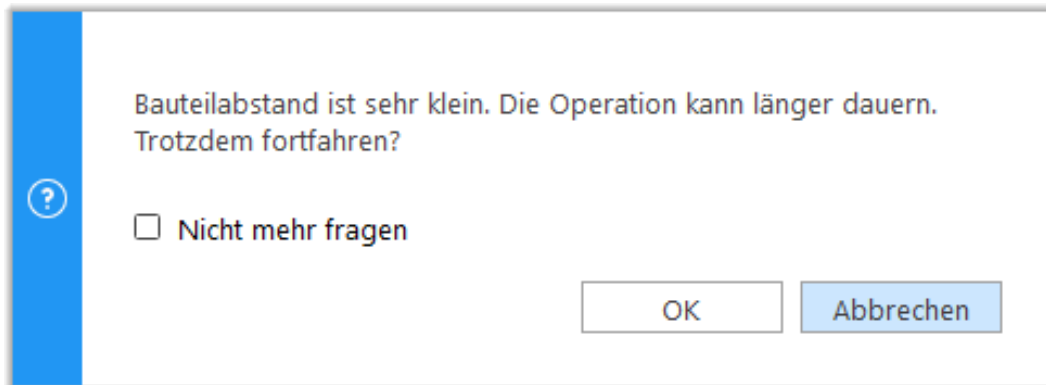 Bauteilabstand ist sehr klein. Die Operation kann länger dauern.
Trotzdem fortfahren?
Nicht mehr fragen
OK Abbrechen